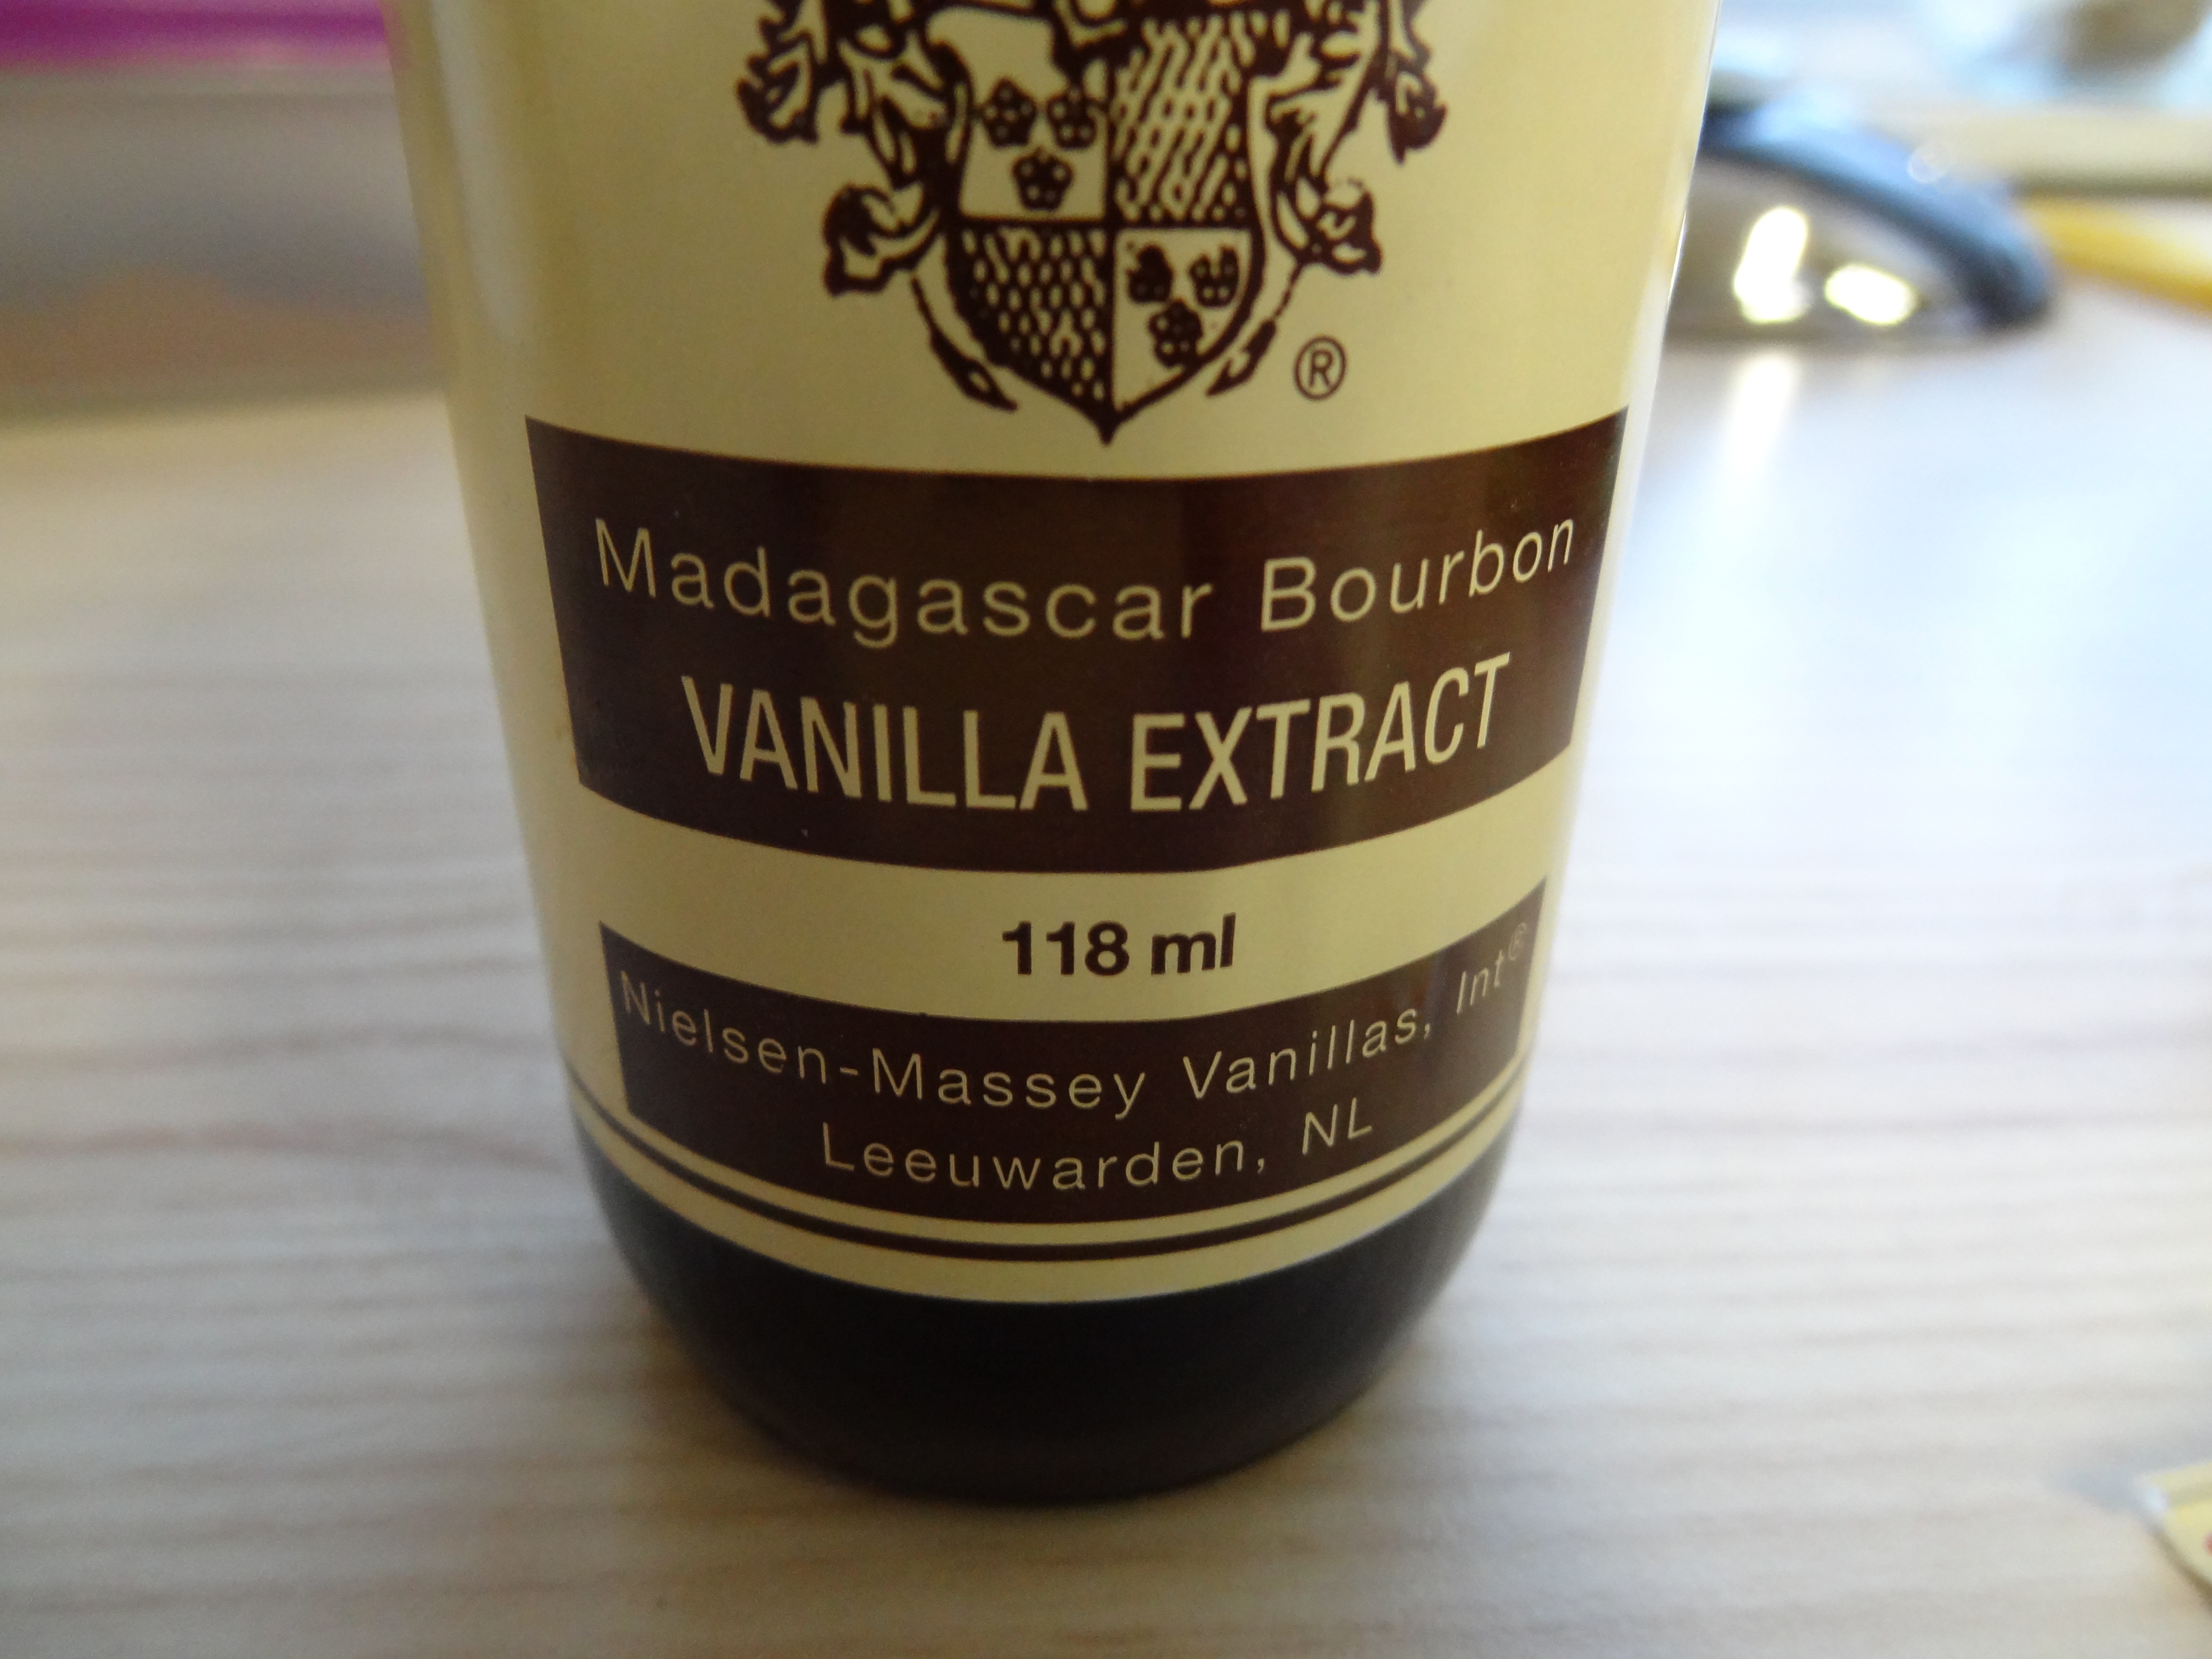 ®
Madagascar Bourbon
VANILLA EXTRACT
118 ml
Nielsen-Massey Vanillas, Int®
Leeuwarden, NL